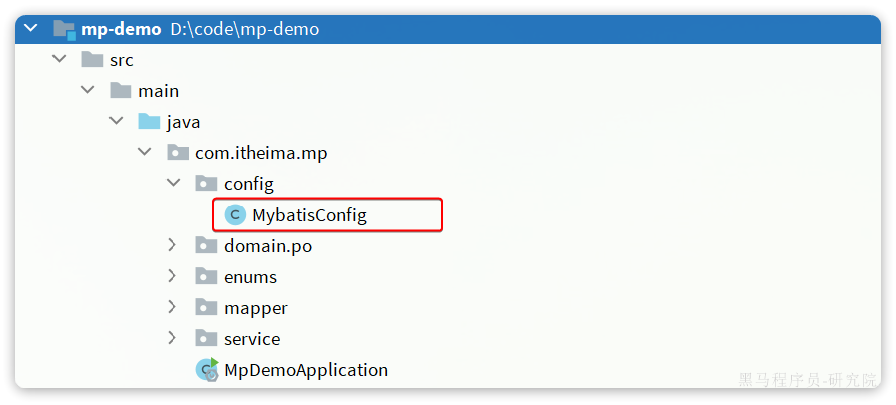 mp-demo D:\code\mp-demo
src
main
java
com.itheima.mp
config
MybatisConfig
domain.po
enums
mapper
service
MpDemoApplication
黑马程序员-研究院